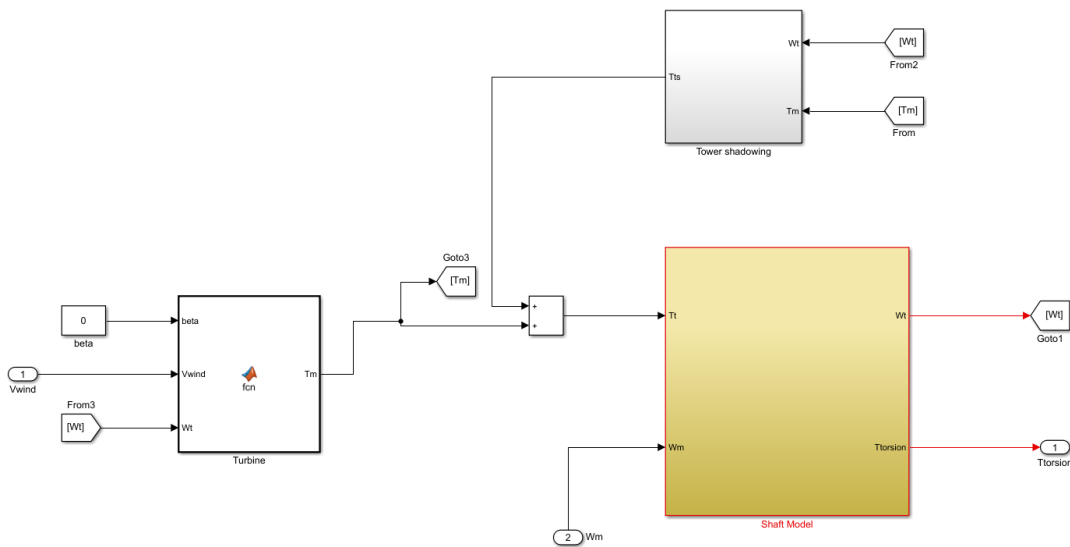 Wt
[Wt]
From2
Tts
Tm
[Tm]
From
Tower shadowing
Goto3
[Tm]
0
beta
beta
1
Vwind
Vwind
fcn
Tm
From3
[Wt]
Wt
Turbine
+
+
Tt
Wt
[Wt]
Goto1
Wm
Ttorsion
1
Ttorsion
Shaft Model
2
Wm